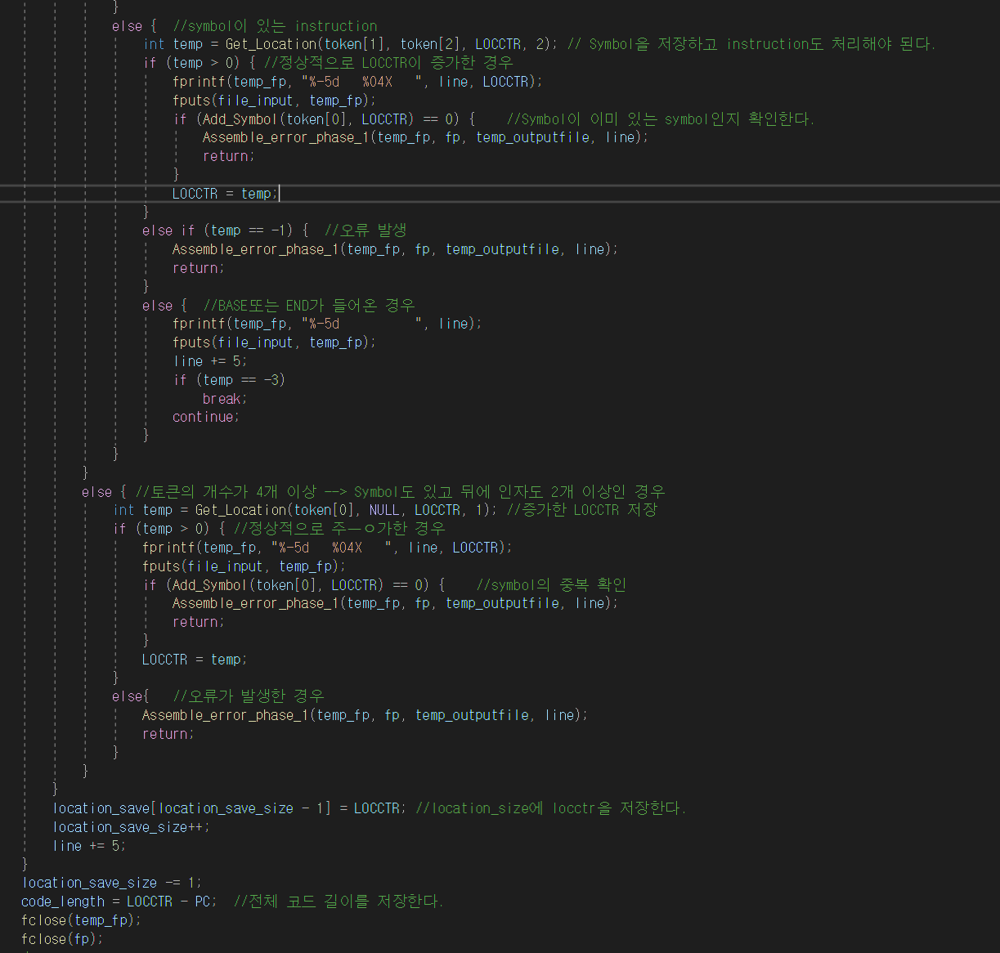 }
else {  //symbol이 있는 instruction
int temp = Get_Location(token[1], token[2], LOCCTR, 2); // Symbol을 저장하고 instruction도 처리해야 된다.
if (temp > 0) { //정상적으로 LOCCTR이 증가한 경우
fprintf(temp_fp, "%-5d   %04X   ", line, LOCCTR);
fputs(file_input, temp_fp);
if (Add_Symbol(token[0], LOCCTR) == 0) {    //Symbol이 이미 있는 symbol인지 확인한다.
Assemble_error_phase_1(temp_fp, fp, temp_outputfile, line);
return;
}
LOCCTR = temp;
}
else if (temp == -1) {  //오류 발생
Assemble_error_phase_1(temp_fp, fp, temp_outputfile, line);
return;
}
else {  //BASE또는 END가 들어온 경우
fprintf(temp_fp, "%-5d          ", line);
fputs(file_input, temp_fp);
line += 5;
if (temp == -3)
break;
continue;
}
}
}
else { //토큰의 개수가 4개 이상 --> Symbol도 있고 뒤에 인자도 2개 이상인 경우
int temp = Get_Location(token[0], NULL, LOCCTR, 1); //증가한 LOCCTR 저장
if (temp > 0) { //정상적으로 주ㅡㅇ가한 경우
fprintf(temp_fp, "%-5d   %04X   ", line, LOCCTR);
fputs(file_input, temp_fp);
if (Add_Symbol(token[0], LOCCTR) == 0) {    //symbol의 중복 확인
Assemble_error_phase_1(temp_fp, fp, temp_outputfile, line);
return;
}
LOCCTR = temp;
}
else{   //오류가 발생한 경우
Assemble_error_phase_1(temp_fp, fp, temp_outputfile, line);
return;
}
}
}
location_save[location_save_size - 1] = LOCCTR; //location_size에 locctr을 저장한다.
location_save_size++;
line += 5;
}
location_save_size -= 1;
code_length = LOCCTR - PC;  //전체 코드 길이를 저장한다.
fclose(temp_fp);
fclose(fp);